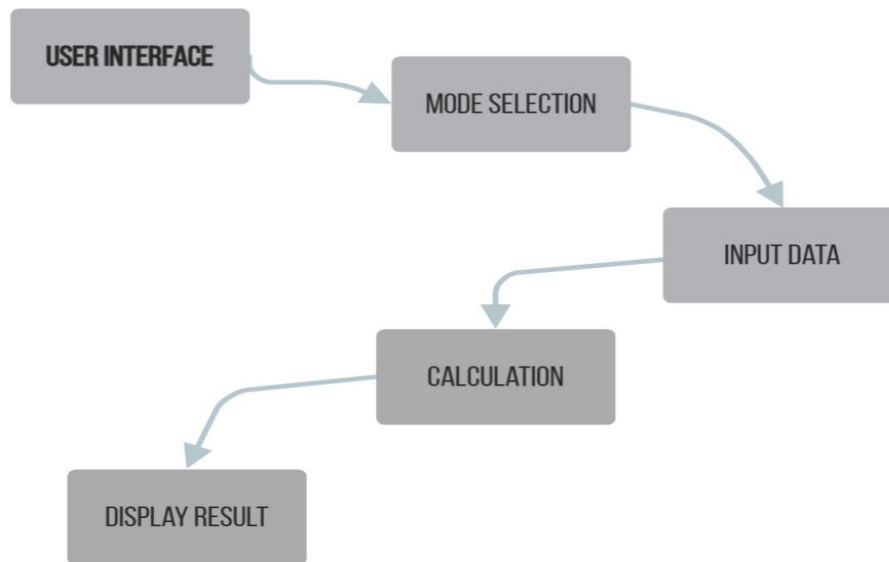 USER INTERFACE
MODE SELECTION
INPUT DATA
CALCULATION
DISPLAY RESULT